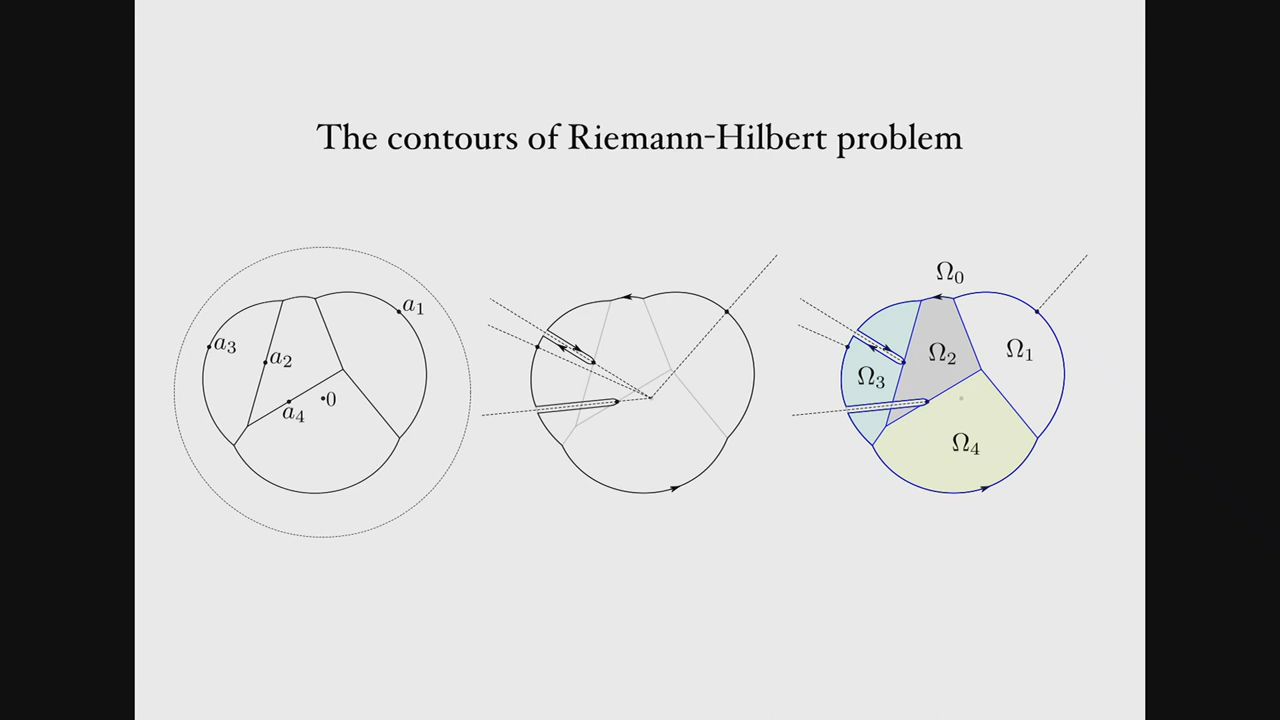 The contours of Riemann-Hilbert problem
a₃
a₂
a₁
a₄
0
Ω₀
Ω₃
Ω₂
Ω₁
Ω₄